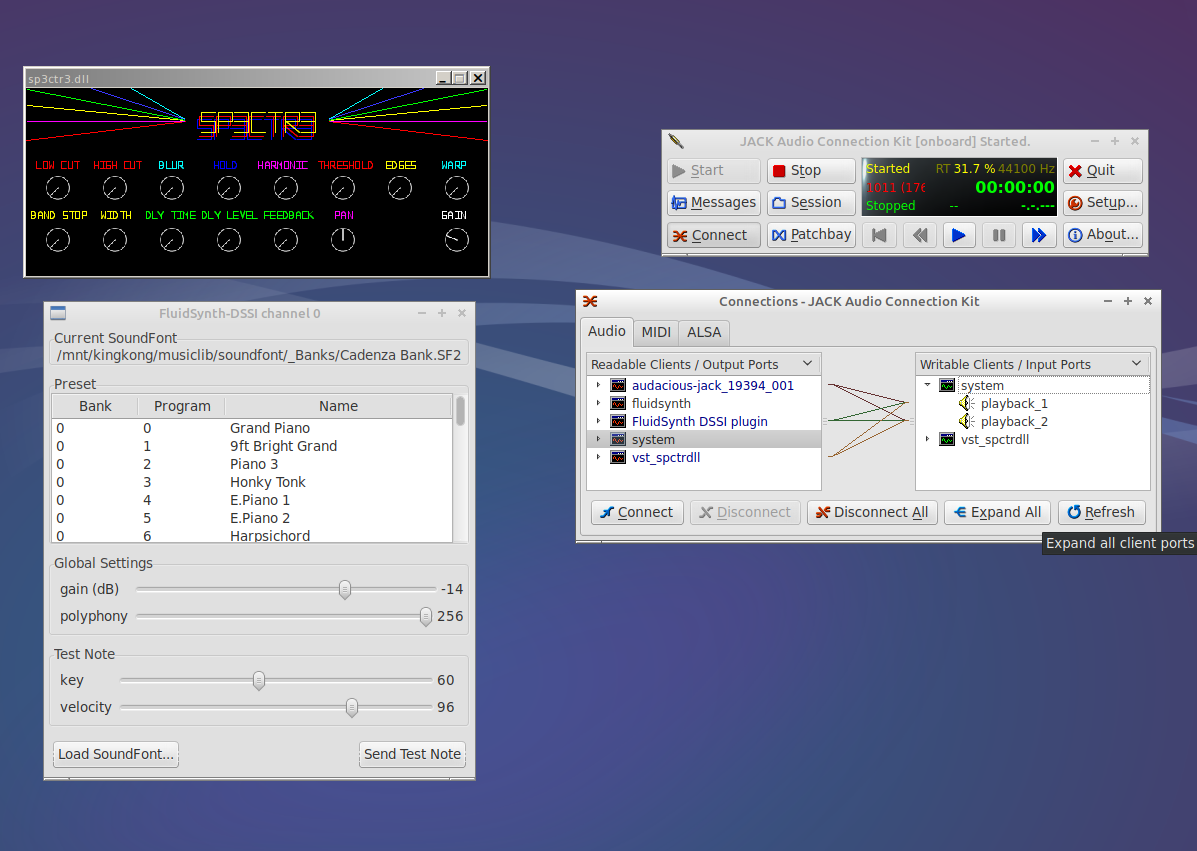 sp3ctr3.dll
SP3CTR3
LOW CUT HIGH CUT BLUR HOLD HARMONIC THRESHOLD EDGES WARP
BAND STOP WIDTH DLY TIME DLY LEVEL FEEDBACK PAN GAIN
JACK Audio Connection Kit [onboard] Started.
Start Stop Started RT 31.7 % 44100 Hz Quit
Messages Session 1011 (176 00:00:00 Setup...
Stopped -- -.-.---
Connect Patchbay About...
FluidSynth-DSSI channel 0
Current SoundFont
/mnt/kingkong/musiclib/soundfont/_Banks/Cadenza Bank.SF2
Preset
Bank Program Name
0 0 Grand Piano
0 1 9ft Bright Grand
0 2 Piano 3
0 3 Honky Tonk
0 4 E.Piano 1
0 5 E.Piano 2
0 6 Harpsichord
Global Settings
gain (dB) -14
polyphony 256
Test Note
key 60
velocity 96
Load SoundFont... Send Test Note
Connections - JACK Audio Connection Kit
Audio MIDI ALSA
Readable Clients / Output Ports Writable Clients / Input Ports
audacious-jack_19394_001 system
fluidsynth playback_1
FluidSynth DSSI plugin playback_2
system vst_spctrdll
vst_spctrdll
Connect Disconnect Disconnect All Expand All Refresh
Expand all client ports